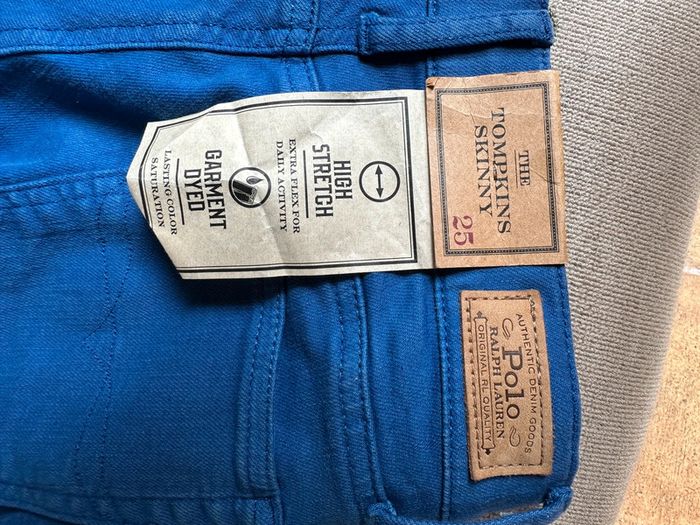 THE
TOMPKINS
SKINNY
25
HIGH
STRETCH
EXTRA FLEX FOR
DAILY ACTIVITY
GARMENT
DYED
LASTING COLOR
SATURATION
AUTHENTIC DENIM GOODS
Polo
RALPH LAUREN
ORIGINAL RL QUALITY